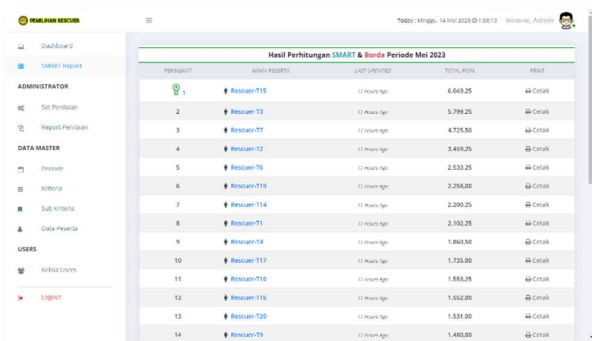 PEMILIHAN RESCUER
Today : Minggu, 14 Mei 2023 @ 1:38:10 Welcome, Admin
Dashboard
SMART Report
ADMINISTRATOR
Set Penilaian
Report Penilaian
DATA MASTER
Periode
Kriteria
Sub Kriteria
Data Peserta
USERS
Kelola Users
Logout
Hasil Perhitungan SMART & Borda Periode Mei 2023
PERINGKAT NAMA PESERTA LAST UPDATED TOTAL POIN PRINT
1 Rescuer-T15 11 Hours Ago 6.049,25 Cetak
2 Rescuer-T3 11 Hours Ago 5.799,25 Cetak
3 Rescuer-T7 11 Hours Ago 4.725,50 Cetak
4 Rescuer-T2 11 Hours Ago 3.459,25 Cetak
5 Rescuer-T6 11 Hours Ago 2.533,25 Cetak
6 Rescuer-T19 11 Hours Ago 2.258,00 Cetak
7 Rescuer-T14 11 Hours Ago 2.200,25 Cetak
8 Rescuer-T1 11 Hours Ago 2.102,25 Cetak
9 Rescuer-T4 11 Hours Ago 1.860,50 Cetak
10 Rescuer-T17 11 Hours Ago 1.735,00 Cetak
11 Rescuer-T10 11 Hours Ago 1.553,25 Cetak
12 Rescuer-T16 11 Hours Ago 1.552,00 Cetak
13 Rescuer-T20 11 Hours Ago 1.531,00 Cetak
14 Rescuer-T9 11 Hours Ago 1.480,00 Cetak